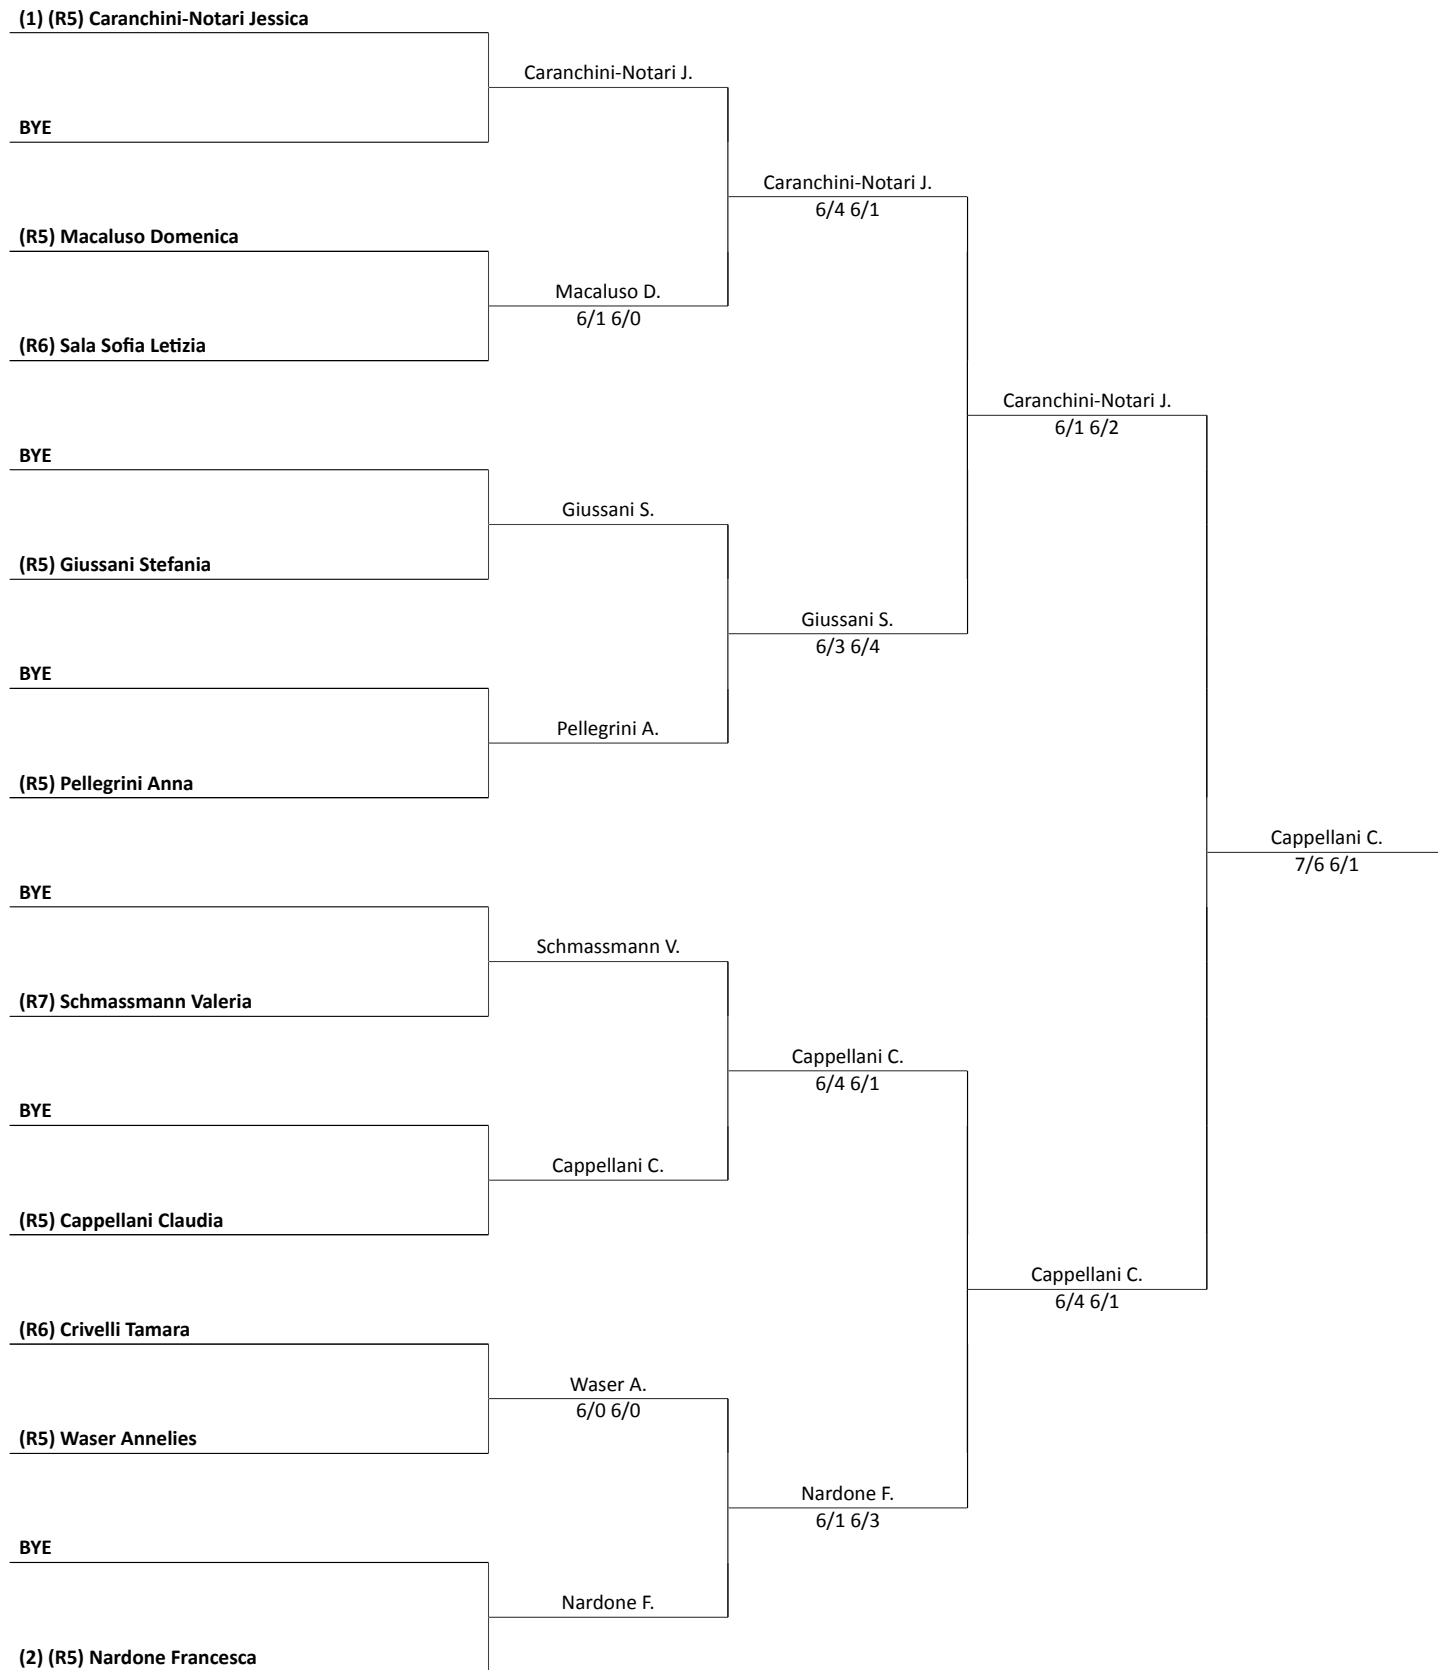 (1) (R5) Caranchini-Notari Jessica
Caranchini-Notari J.
BYE
Caranchini-Notari J.
6/4 6/1
(R5) Macaluso Domenica
Macaluso D.
6/1 6/0
(R6) Sala Sofia Letizia
Caranchini-Notari J.
6/1 6/2
BYE
Giussani S.
(R5) Giussani Stefania
Giussani S.
6/3 6/4
BYE
Pellegrini A.
(R5) Pellegrini Anna
Cappellani C.
7/6 6/1
BYE
Schmassmann V.
(R7) Schmassmann Valeria
Cappellani C.
6/4 6/1
BYE
Cappellani C.
(R5) Cappellani Claudia
Cappellani C.
6/4 6/1
(R6) Crivelli Tamara
Waser A.
6/0 6/0
(R5) Waser Annelies
Nardone F.
6/1 6/3
BYE
Nardone F.
(2) (R5) Nardone Francesca